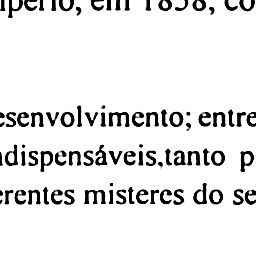 mpério, em 1858, co
esenvolvimento; entre
ndispensáveis,tanto p
erentes misteres do se